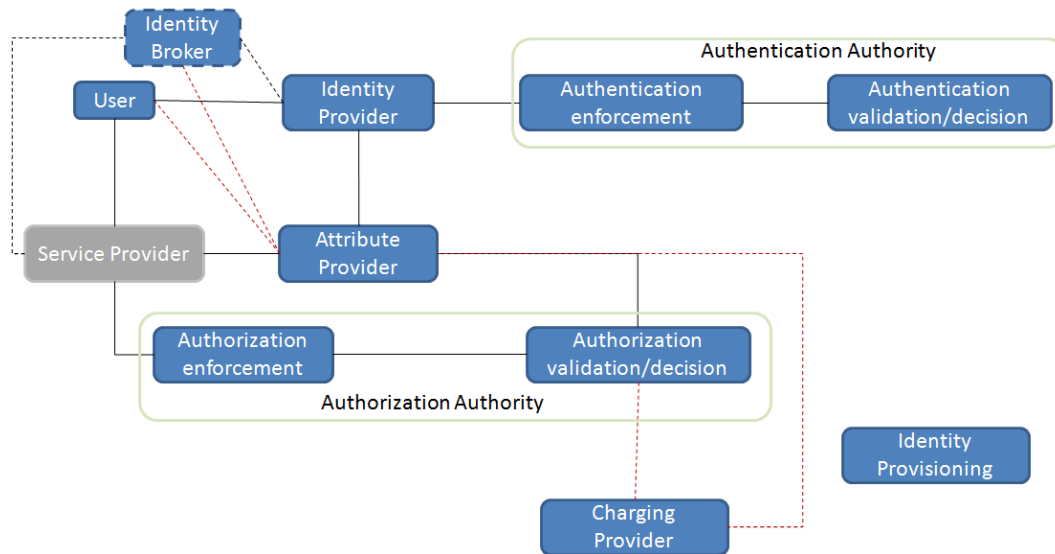 Identity
Broker
Authentication Authority
User
Identity
Provider
Authentication
enforcement
Authentication
validation/decision
Service Provider
Attribute
Provider
Authorization
enforcement
Authorization
validation/decision
Authorization Authority
Identity
Provisioning
Charging
Provider